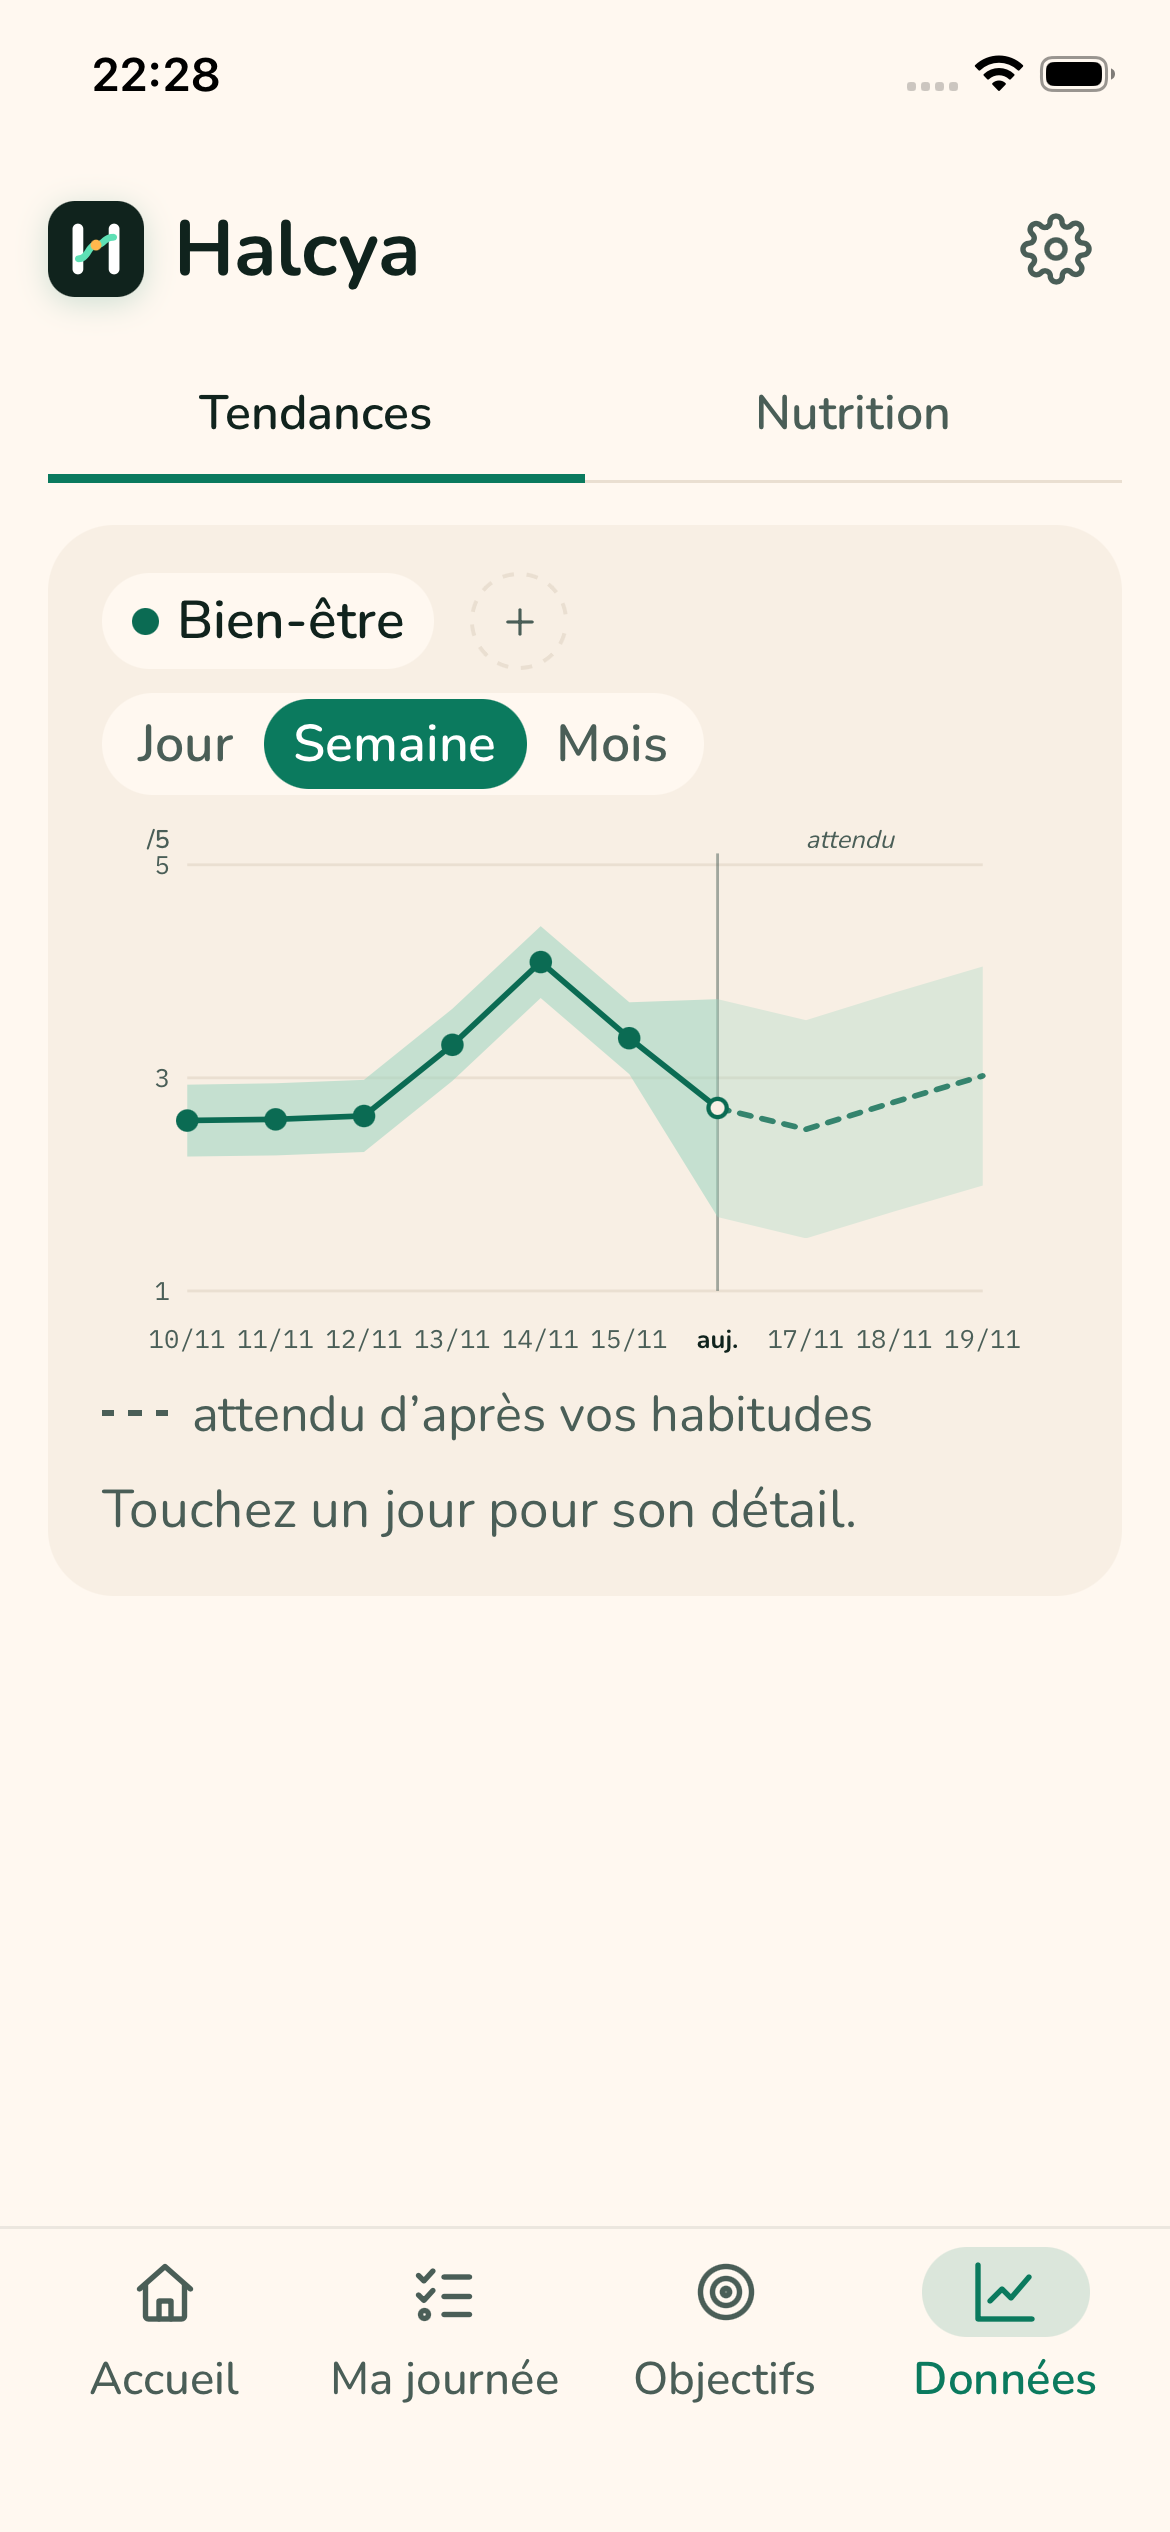 22:28
Halcya
Tendances Nutrition
Bien-être +
Jour Semaine Mois
/5 attendu
5
3
1
10/11 11/11 12/11 13/11 14/11 15/11 auj. 17/11 18/11 19/11
attendu d’après vos habitudes
Touchez un jour pour son détail.
Accueil Ma journée Objectifs Données